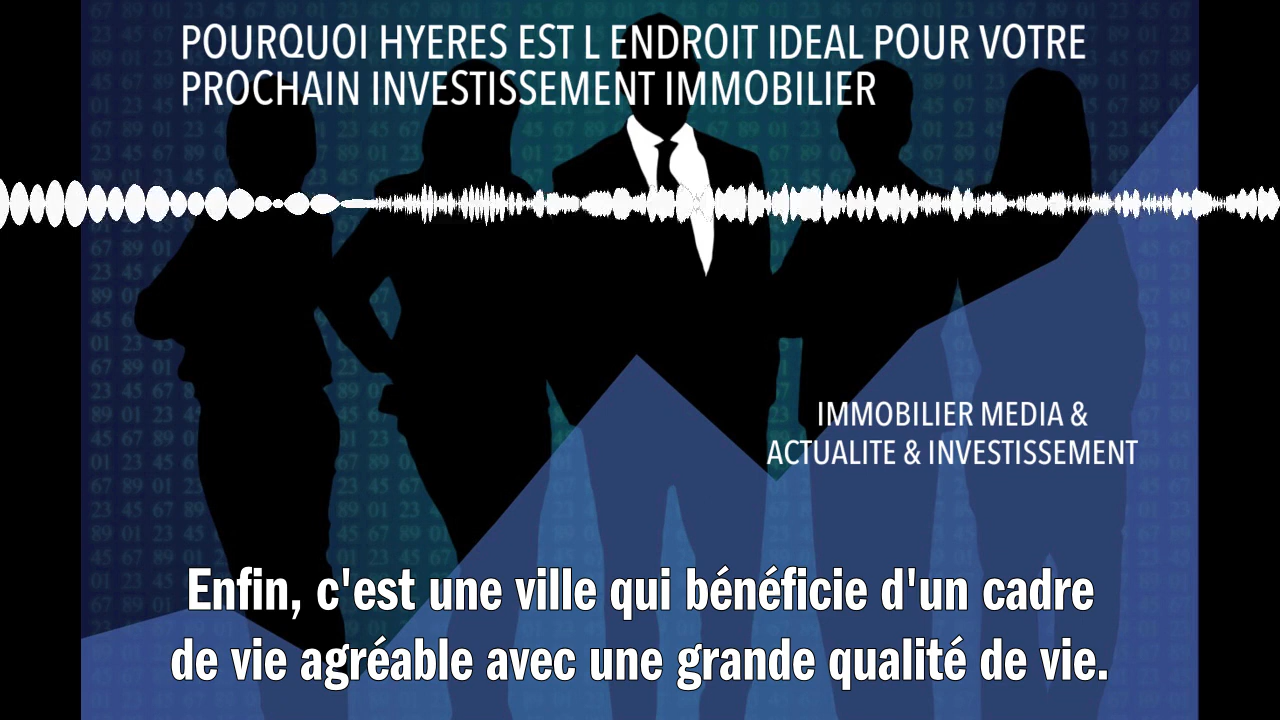 POURQUOI HYERES EST L ENDROIT IDEAL POUR VOTRE
PROCHAIN INVESTISSEMENT IMMOBILIER
IMMOBILIER MEDIA &
ACTUALITE & INVESTISSEMENT
Enfin, c'est une ville qui bénéficie d'un cadre
de vie agréable avec une grande qualité de vie.